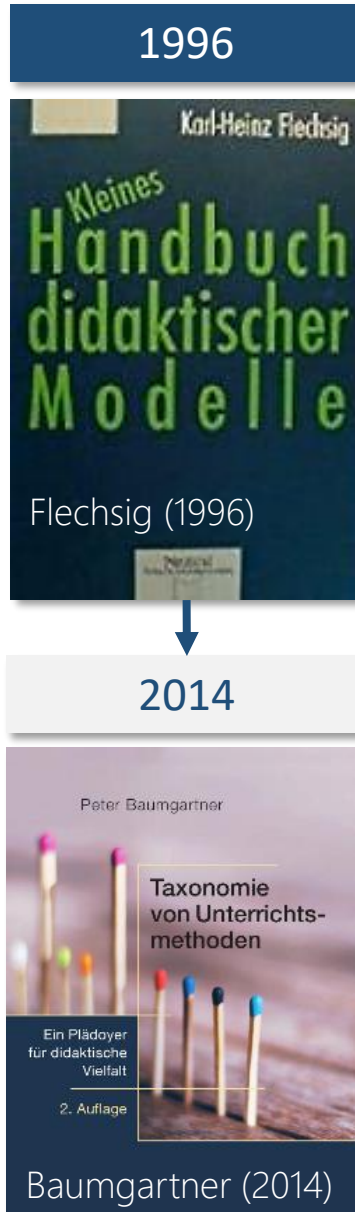 1996
Karl-Heinz Flechsig
Kleines
Handbuch
didaktischer
Modelle
Flechsig (1996)
2014
Peter Baumgartner
Taxonomie
von Unterrichts-
methoden
Ein Plädoyer
für didaktische
Vielfalt
2. Auflage
Baumgartner (2014)